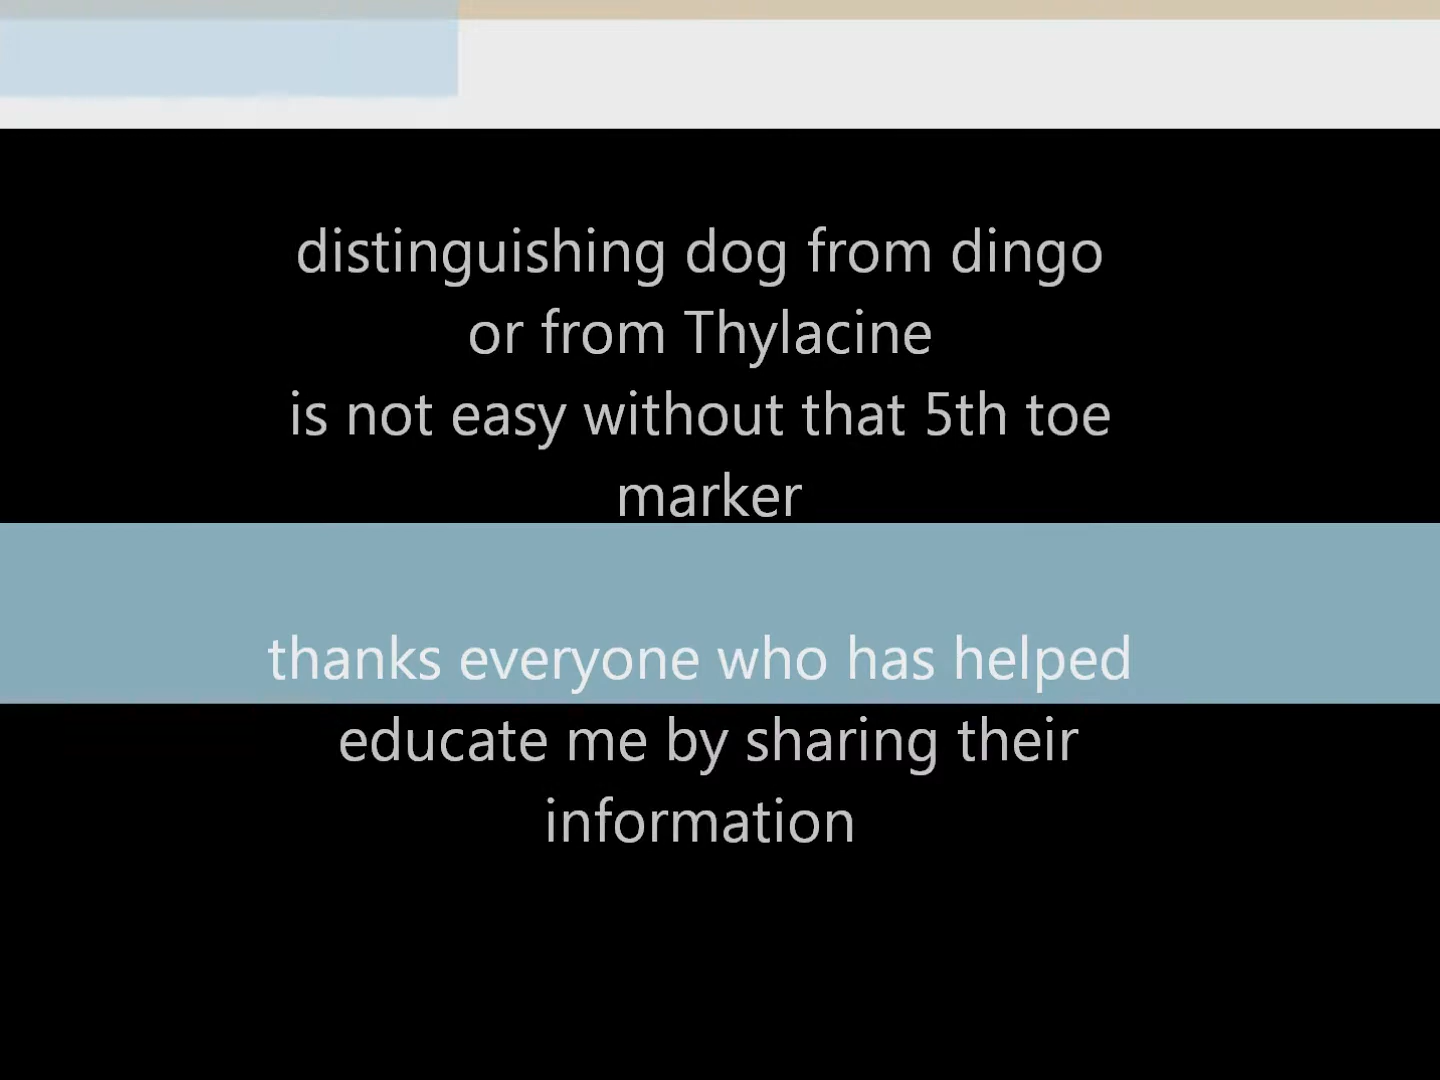 distinguishing dog from dingo
or from Thylacine
is not easy without that 5th toe
marker
thanks everyone who has helped
educate me by sharing their
information